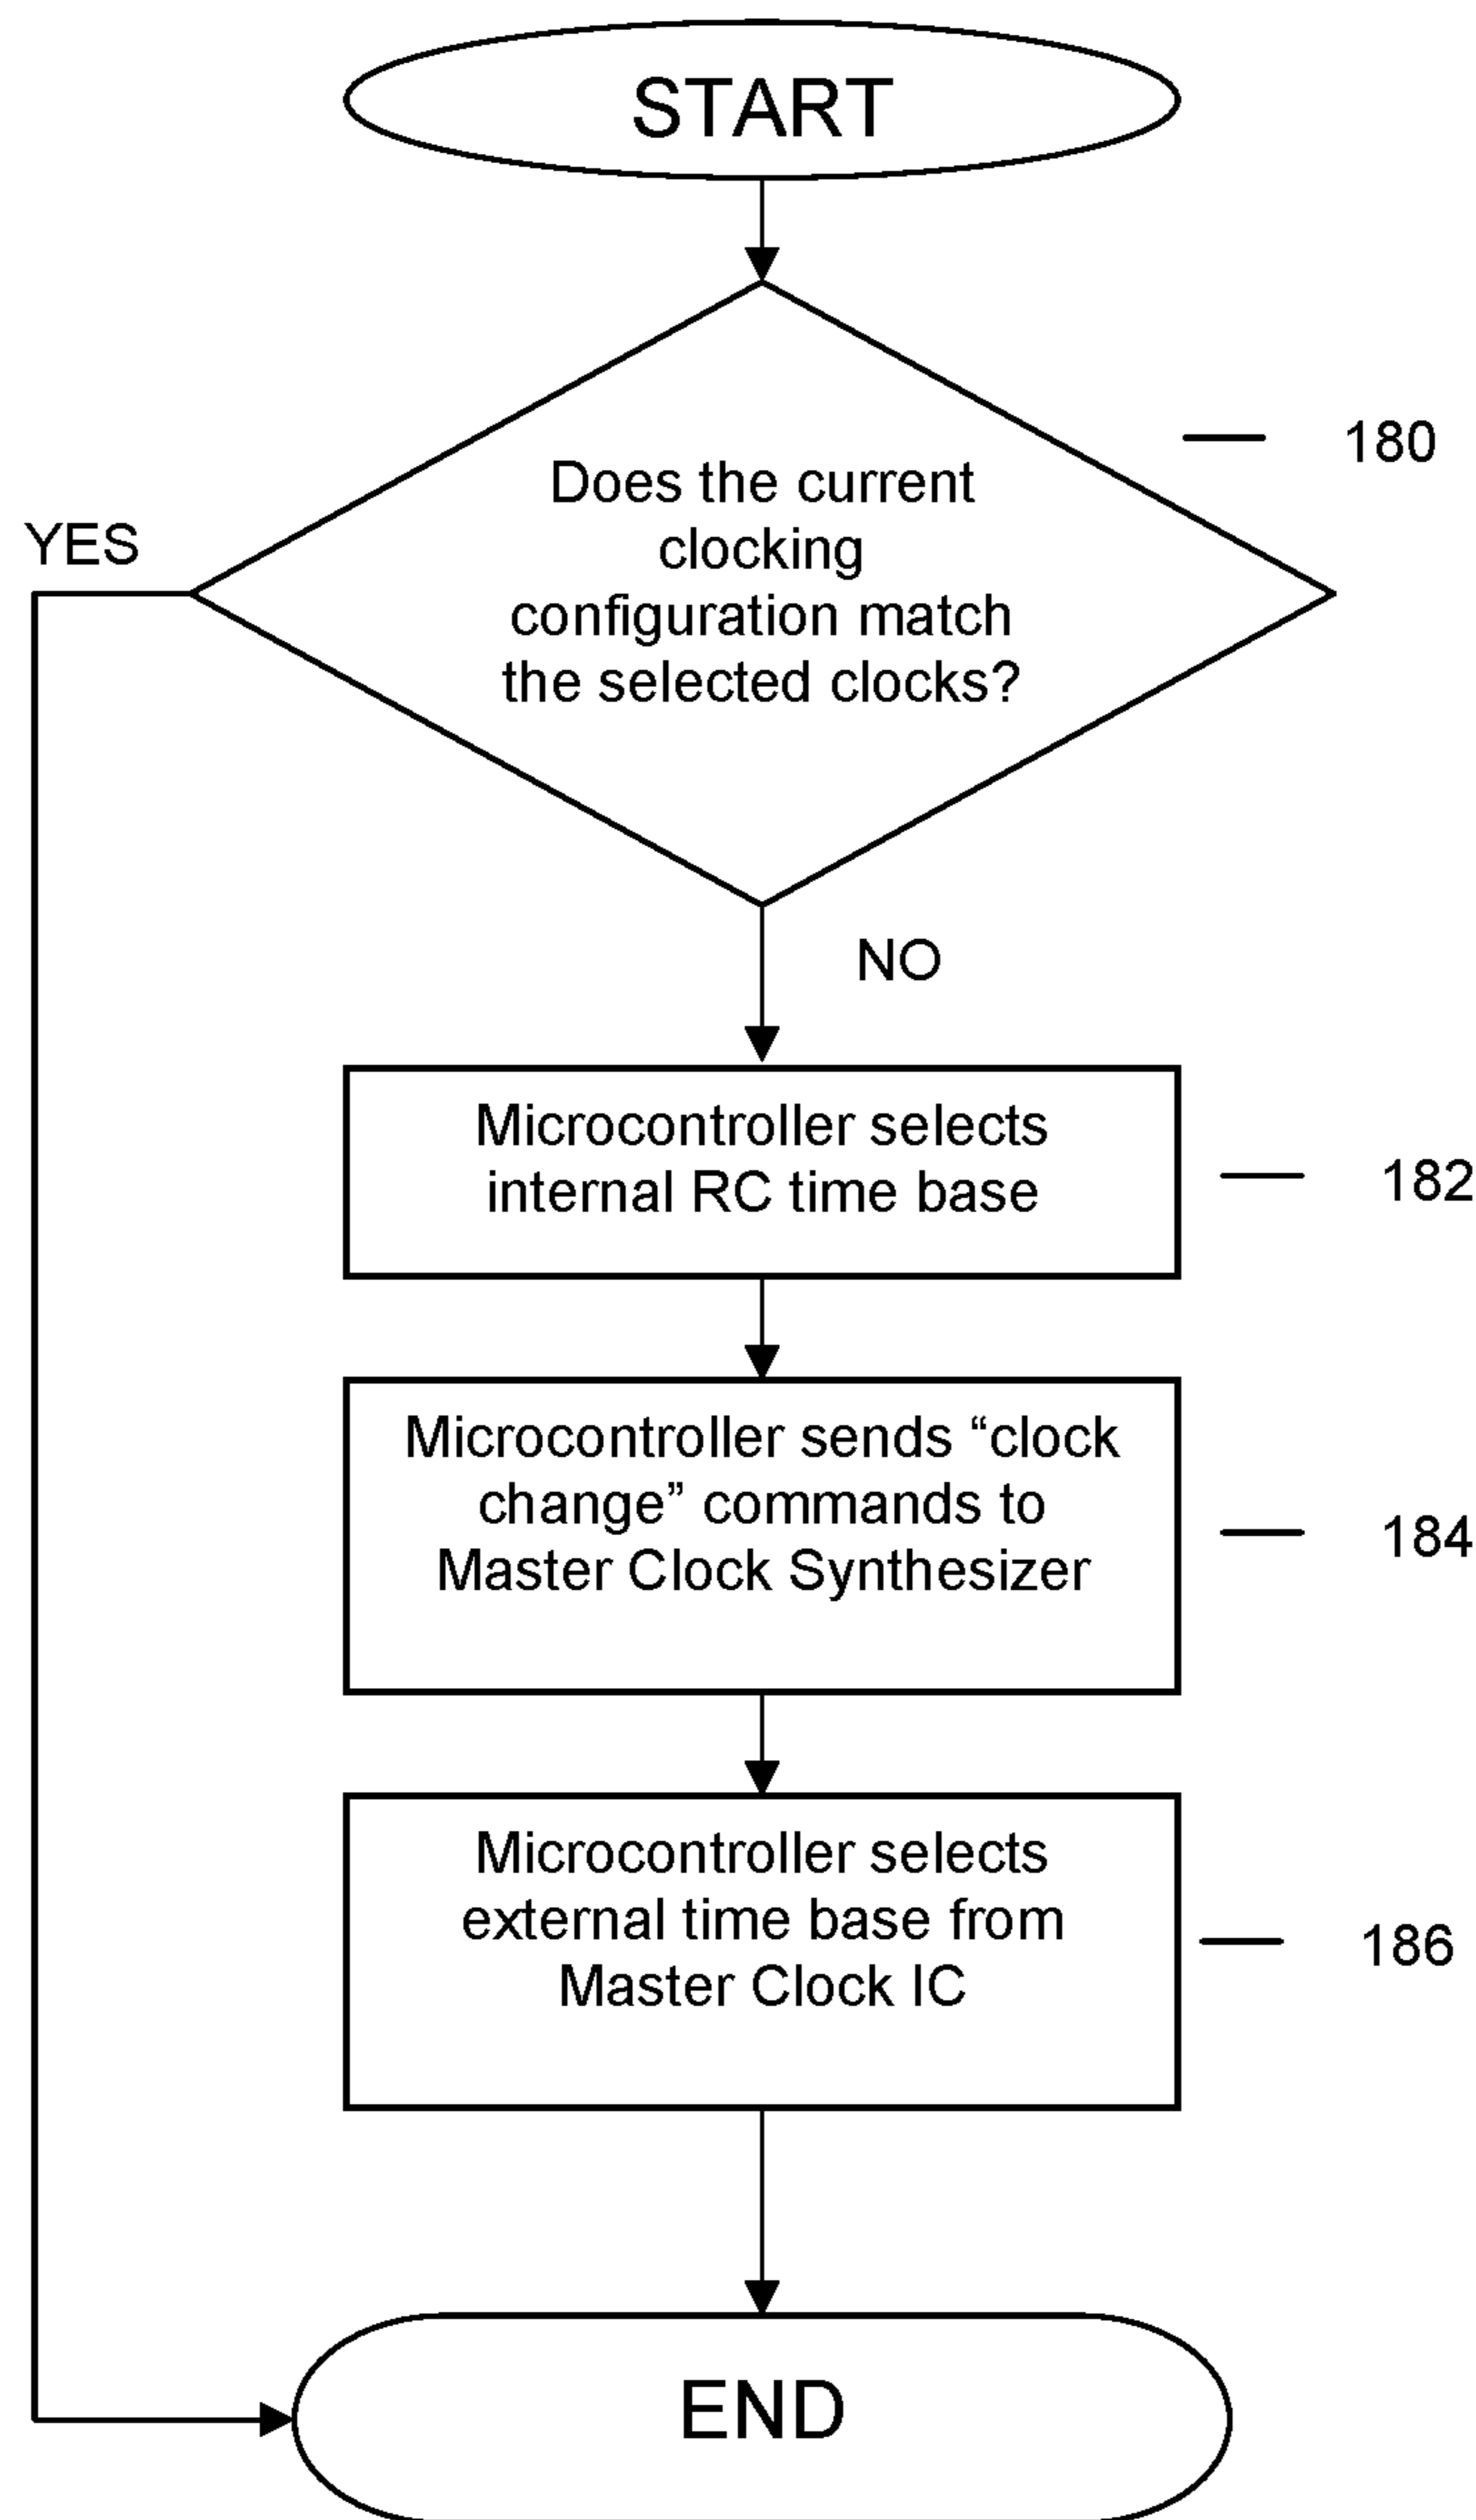 START
180
Does the current
clocking
configuration match
the selected clocks?
YES
NO
Microcontroller selects
internal RC time base
182
Microcontroller sends “clock
change” commands to
Master Clock Synthesizer
184
Microcontroller selects
external time base from
Master Clock IC
186
END